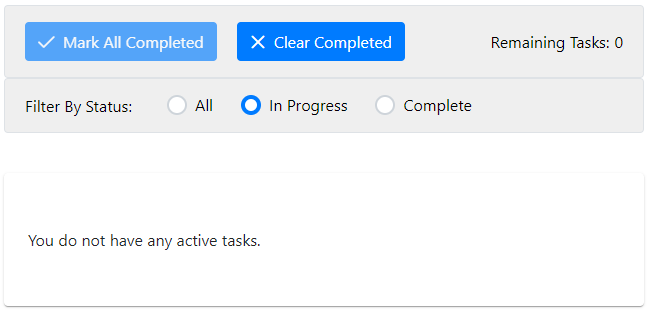 Mark All Completed Clear Completed Remaining Tasks: 0
Filter By Status: All In Progress Complete
You do not have any active tasks.